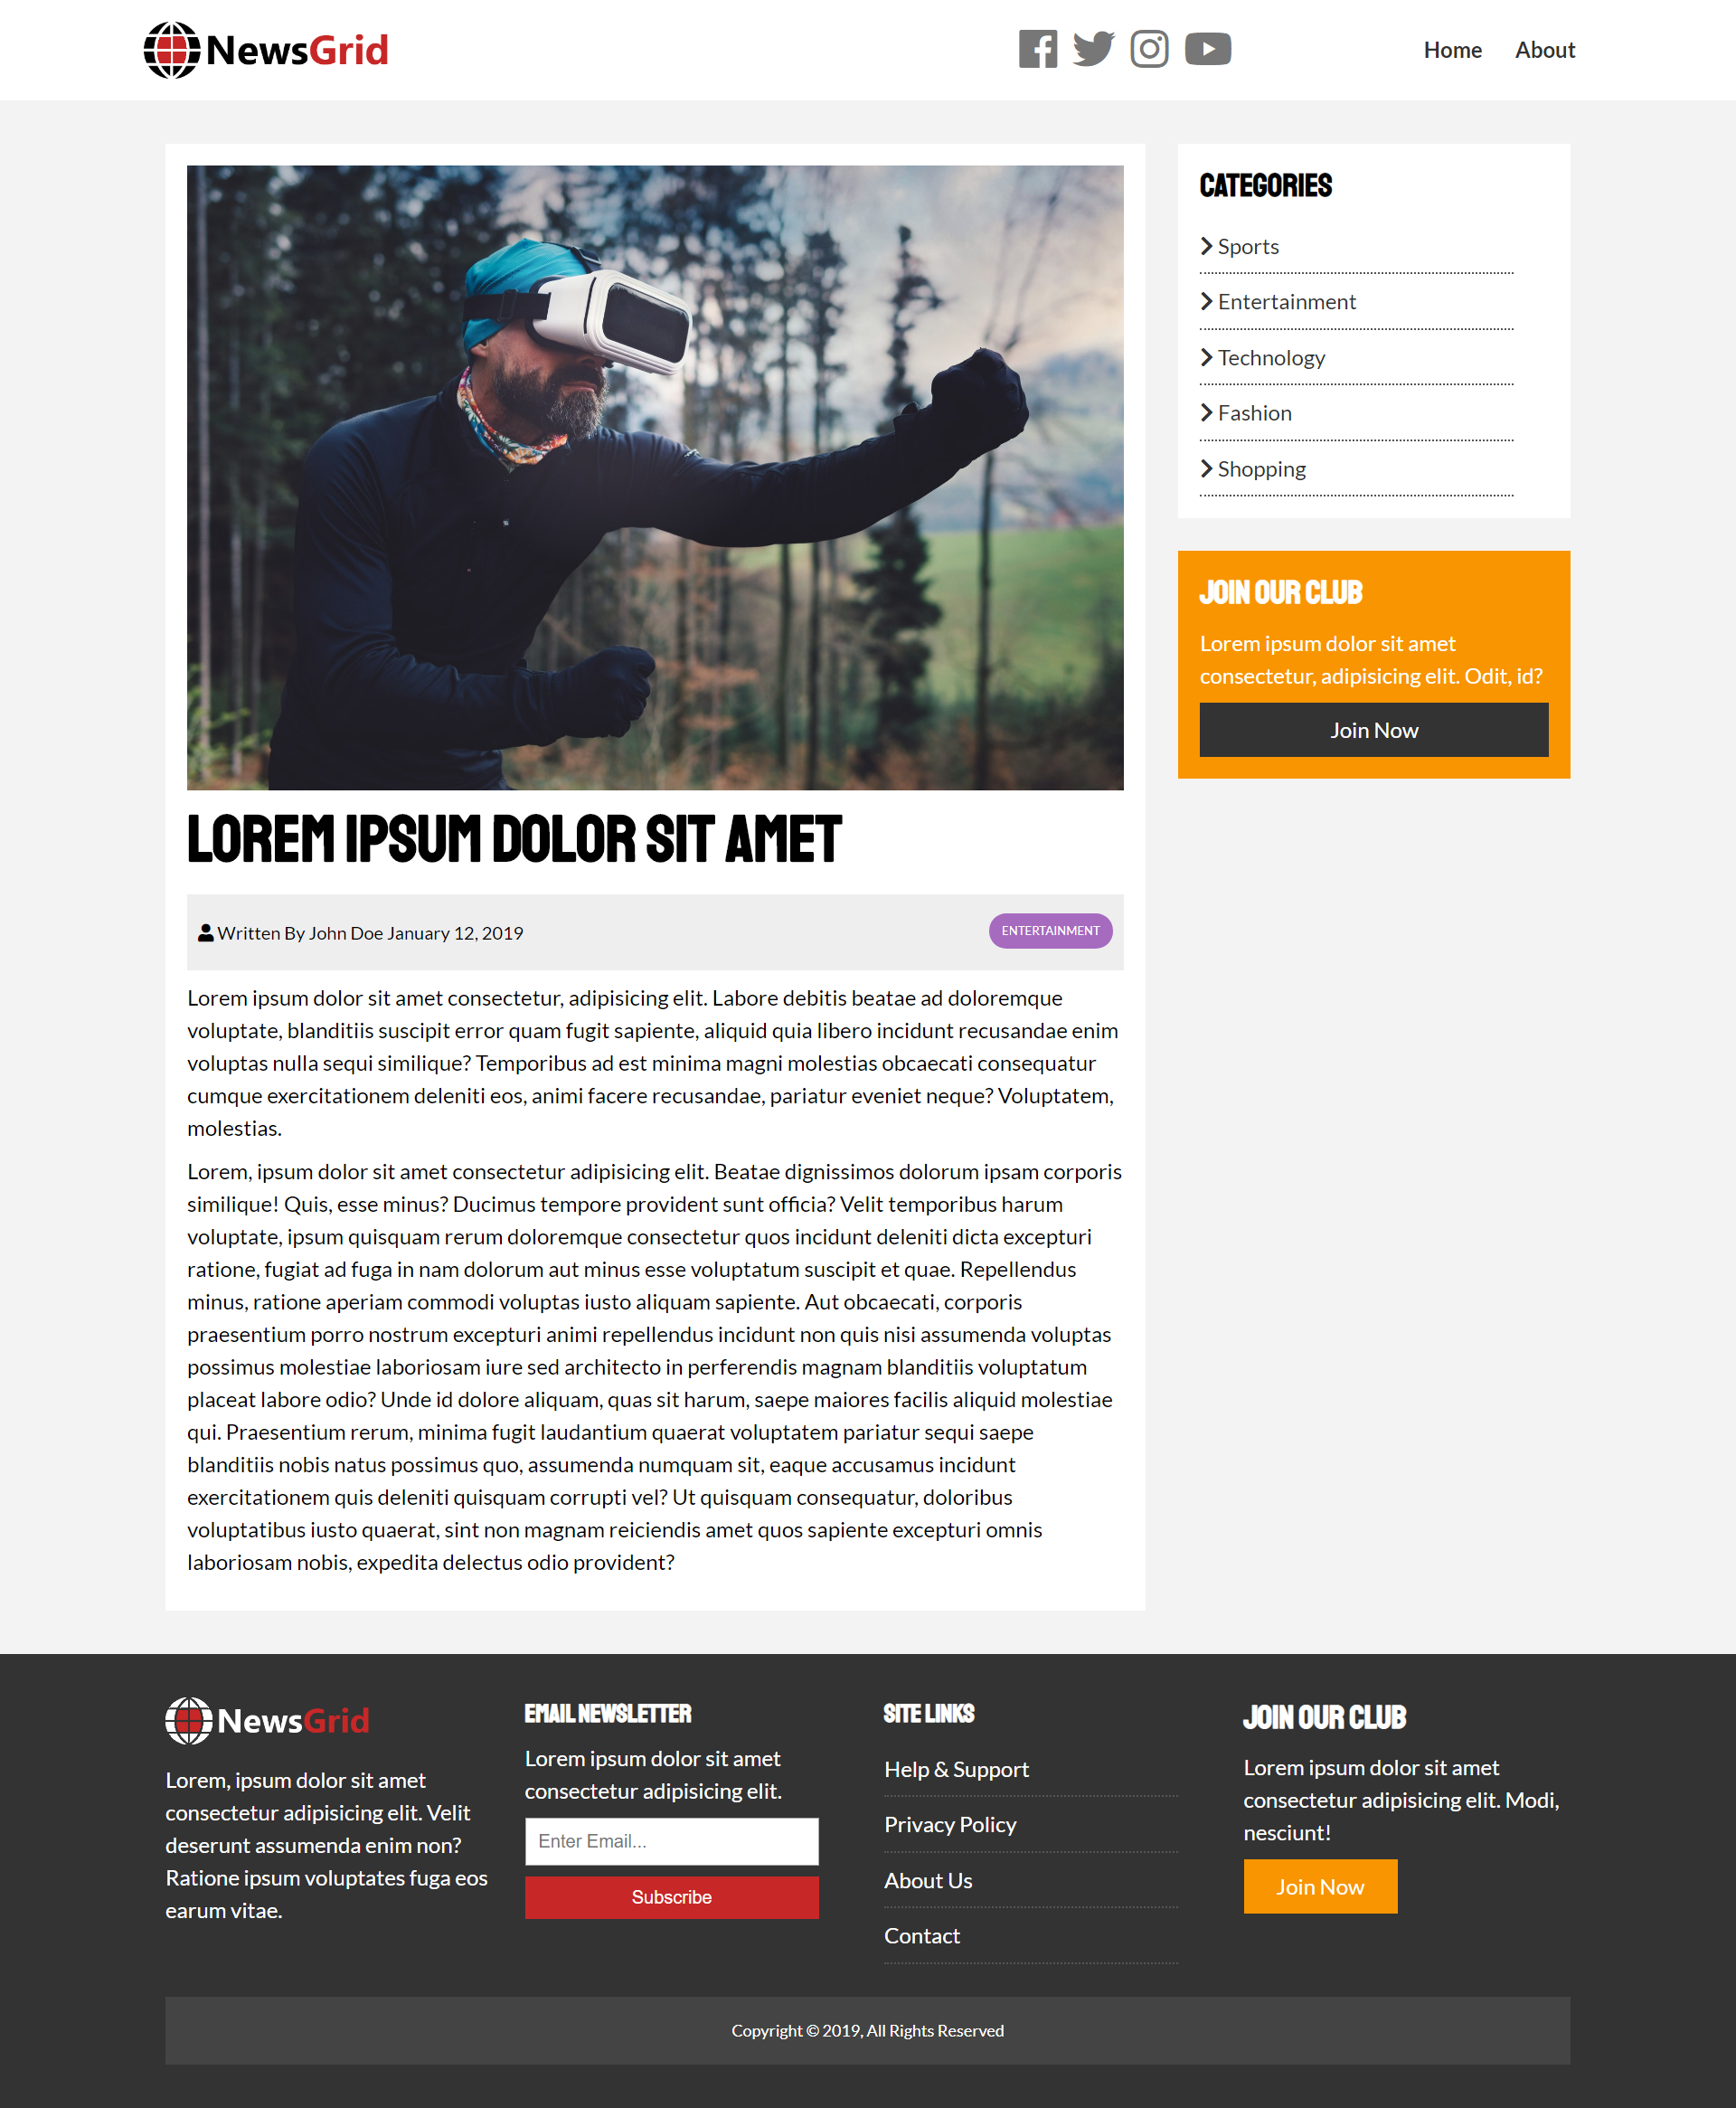 NewsGrid
Home About
CATEGORIES
Sports
Entertainment
Technology
Fashion
Shopping
JOIN OUR CLUB
Lorem ipsum dolor sit amet
consectetur, adipisicing elit. Odit, id?
Join Now
LOREM IPSUM DOLOR SIT AMET
Written By John Doe January 12, 2019
ENTERTAINMENT
Lorem ipsum dolor sit amet consectetur, adipisicing elit. Labore debitis beatae ad doloremque
voluptate, blanditiis suscipit error quam fugit sapiente, aliquid quia libero incidunt recusandae enim
voluptas nulla sequi similique? Temporibus ad est minima magni molestias obcaecati consequatur
cumque exercitationem deleniti eos, animi facere recusandae, pariatur eveniet neque? Voluptatem,
molestias.
Lorem, ipsum dolor sit amet consectetur adipisicing elit. Beatae dignissimos dolorum ipsam corporis
similique! Quis, esse minus? Ducimus tempore provident sunt officia? Velit temporibus harum
voluptate, ipsum quisquam rerum doloremque consectetur quos incidunt deleniti dicta excepturi
ratione, fugiat ad fuga in nam dolorum aut minus esse voluptatum suscipit et quae. Repellendus
minus, ratione aperiam commodi voluptas iusto aliquam sapiente. Aut obcaecati, corporis
praesentium porro nostrum excepturi animi repellendus incidunt non quis nisi assumenda voluptas
possimus molestiae laboriosam iure sed architecto in perferendis magnam blanditiis voluptatum
placeat labore odio? Unde id dolore aliquam, quas sit harum, saepe maiores facilis aliquid molestiae
qui. Praesentium rerum, minima fugit laudantium quaerat voluptatem pariatur sequi saepe
blanditiis nobis natus possimus quo, assumenda numquam sit, eaque accusamus incidunt
exercitationem quis deleniti quisquam corrupti vel? Ut quisquam consequatur, doloribus
voluptatibus iusto quaerat, sint non magnam reiciendis amet quos sapiente excepturi omnis
laboriosam nobis, expedita delectus odio provident?
NewsGrid
Lorem, ipsum dolor sit amet
consectetur adipisicing elit. Velit
deserunt assumenda enim non?
Ratione ipsum voluptates fuga eos
earum vitae.
EMAIL NEWSLETTER
Lorem ipsum dolor sit amet
consectetur adipisicing elit.
Enter Email...
Subscribe
SITE LINKS
Help & Support
Privacy Policy
About Us
Contact
JOIN OUR CLUB
Lorem ipsum dolor sit amet
consectetur adipisicing elit. Modi,
nesciunt!
Join Now
Copyright © 2019, All Rights Reserved